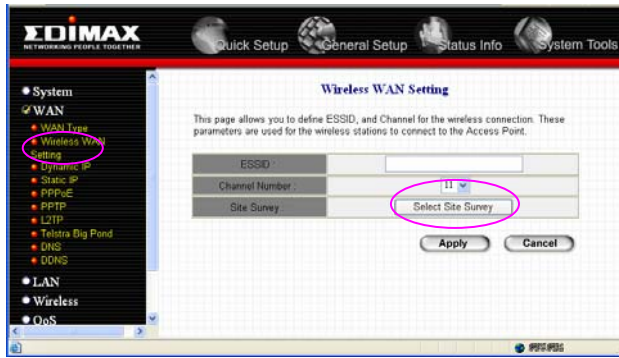 EDIMAX
NETWORKING PEOPLE TOGETHER
Quick Setup
General Setup
Status Info
System Tools
System
WAN
WAN Type
Wireless WAN
Setting
Dynamic IP
Static IP
PPPoE
PPTP
L2TP
Telstra Big Pond
DNS
DDNS
LAN
Wireless
QoS
Wireless WAN Setting
This page allows you to define ESSID, and Channel for the wireless connection. These
parameters are used for the wireless stations to connect to the Access Point.
ESSID :
Channel Number : 11
Site Survey : Select Site Survey
Apply Cancel